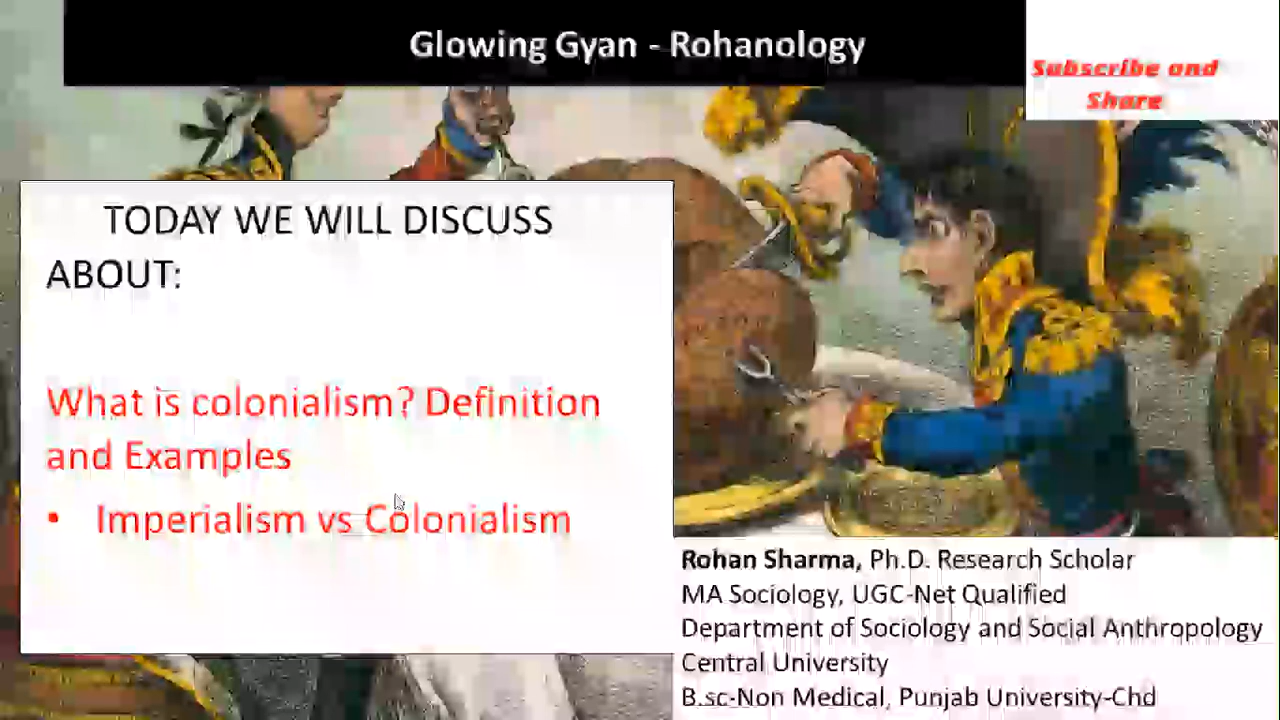 Glowing Gyan - Rohanology
Subscribe and
Share
TODAY WE WILL DISCUSS
ABOUT:
What is colonialism? Definition
and Examples
• Imperialism vs Colonialism
Rohan Sharma, Ph.D. Research Scholar
MA Sociology, UGC-Net Qualified
Department of Sociology and Social Anthropology
Central University
B.sc-Non Medical, Punjab University-Chd